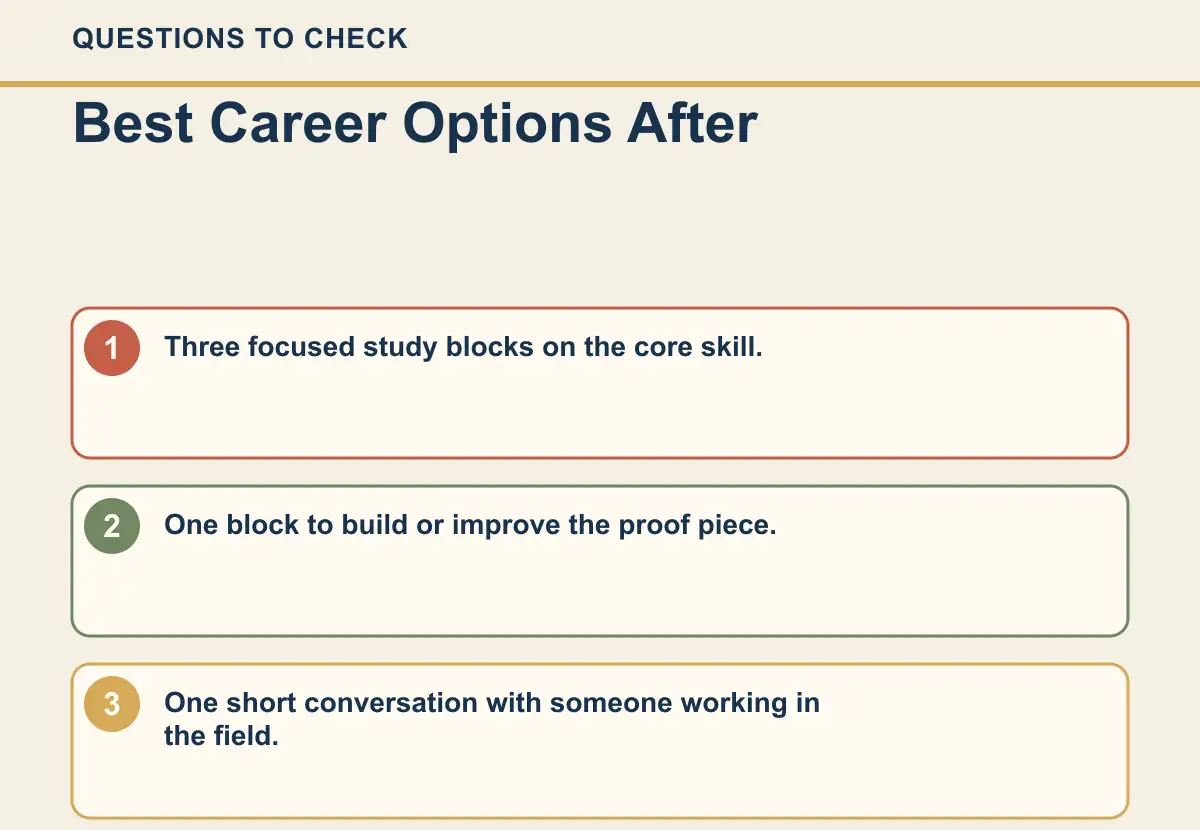 QUESTIONS TO CHECK
Best Career Options After
1
Three focused study blocks on the core skill.
2
One block to build or improve the proof piece.
3
One short conversation with someone working in
the field.